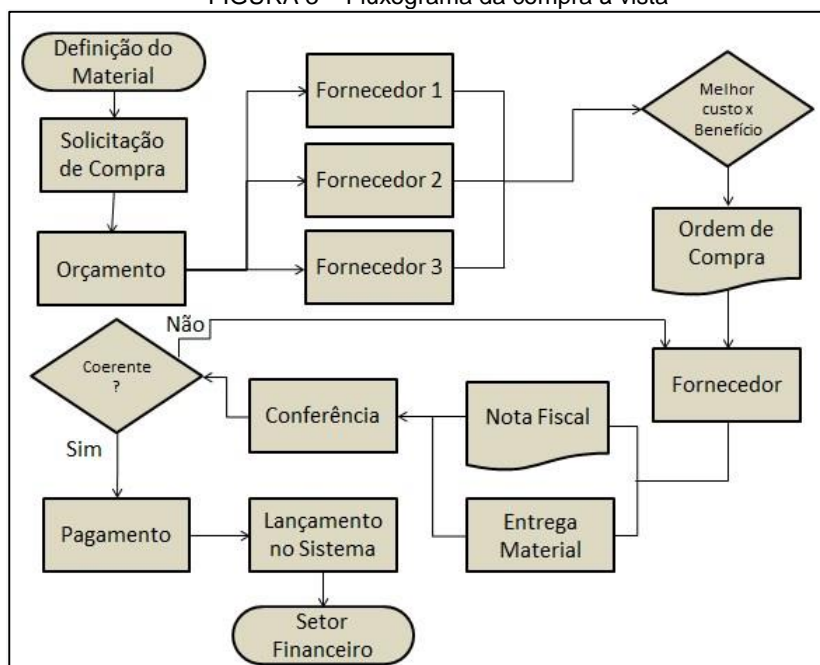 FIGURA – Fluxograma da compra à vista
Definição do
Material
Solicitação
de Compra
Orçamento
Fornecedor 1
Fornecedor 2
Fornecedor 3
Melhor
custo x
Benefício
Ordem de
Compra
Fornecedor
Nota Fiscal
Entrega
Material
Conferência
Coerente
?
Não
Sim
Pagamento
Lançamento
no Sistema
Setor
Financeiro